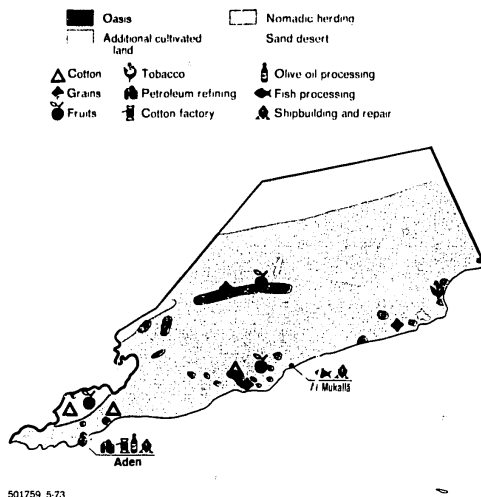 Oasis
Nomadic herding
Additional cultivated land
Sand desert
Cotton
Tobacco
Olive oil processing
Grains
Petroleum refining
Fish processing
Fruits
Cotton factory
Shipbuilding and repair
Mukallā
Aden
501759 5-73